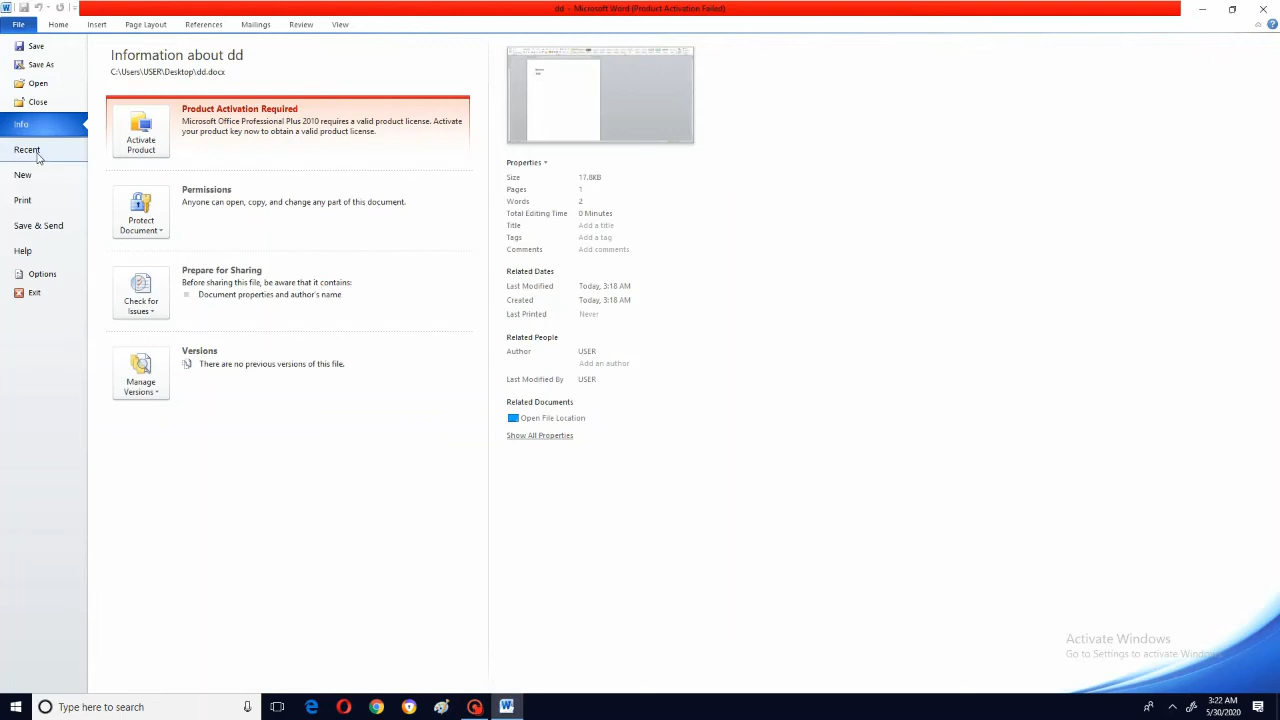 dd - Microsoft Word (Product Activation Failed)
File Home Insert Page Layout References Mailings Review View
Save
Save As
Open
Close
Info
Recent
New
Print
Save & Send
Help
Options
Exit
Information about dd
C:\Users\USER\Desktop\dd.docx
Activate
Product
Product Activation Required
Microsoft Office Professional Plus 2010 requires a valid product license. Activate
your product key now to obtain a valid product license.
Protect
Document
Permissions
Anyone can open, copy, and change any part of this document.
Check for
Issues
Prepare for Sharing
Before sharing this file, be aware that it contains:
Document properties and author's name
Manage
Versions
Versions
There are no previous versions of this file.
Properties
Size 17.8KB
Pages 1
Words 2
Total Editing Time 0 Minutes
Title Add a title
Tags Add a tag
Comments Add comments
Related Dates
Last Modified Today, 3:18 AM
Created Today, 3:18 AM
Last Printed Never
Related People
Author USER
Add an author
Last Modified By USER
Related Documents
Open File Location
Show All Properties
Activate Windows
Go to Settings to activate Windows
Type here to search
3:22 AM
5/30/2020